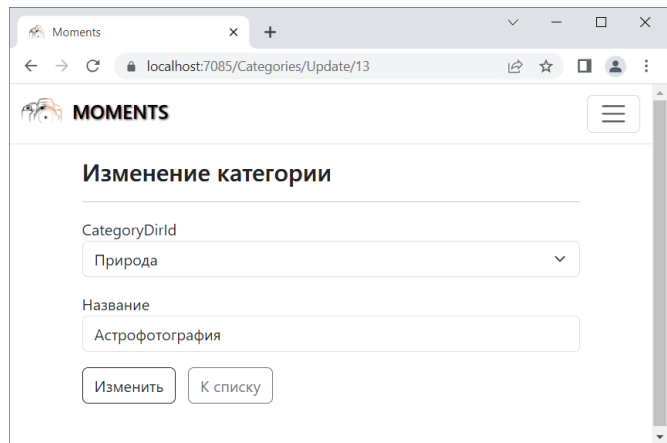 Moments
localhost:7085/Categories/Update/13
MOMENTS
Изменение категории
CategoryDirId
Природа
Название
Астрофотография
Изменить К списку